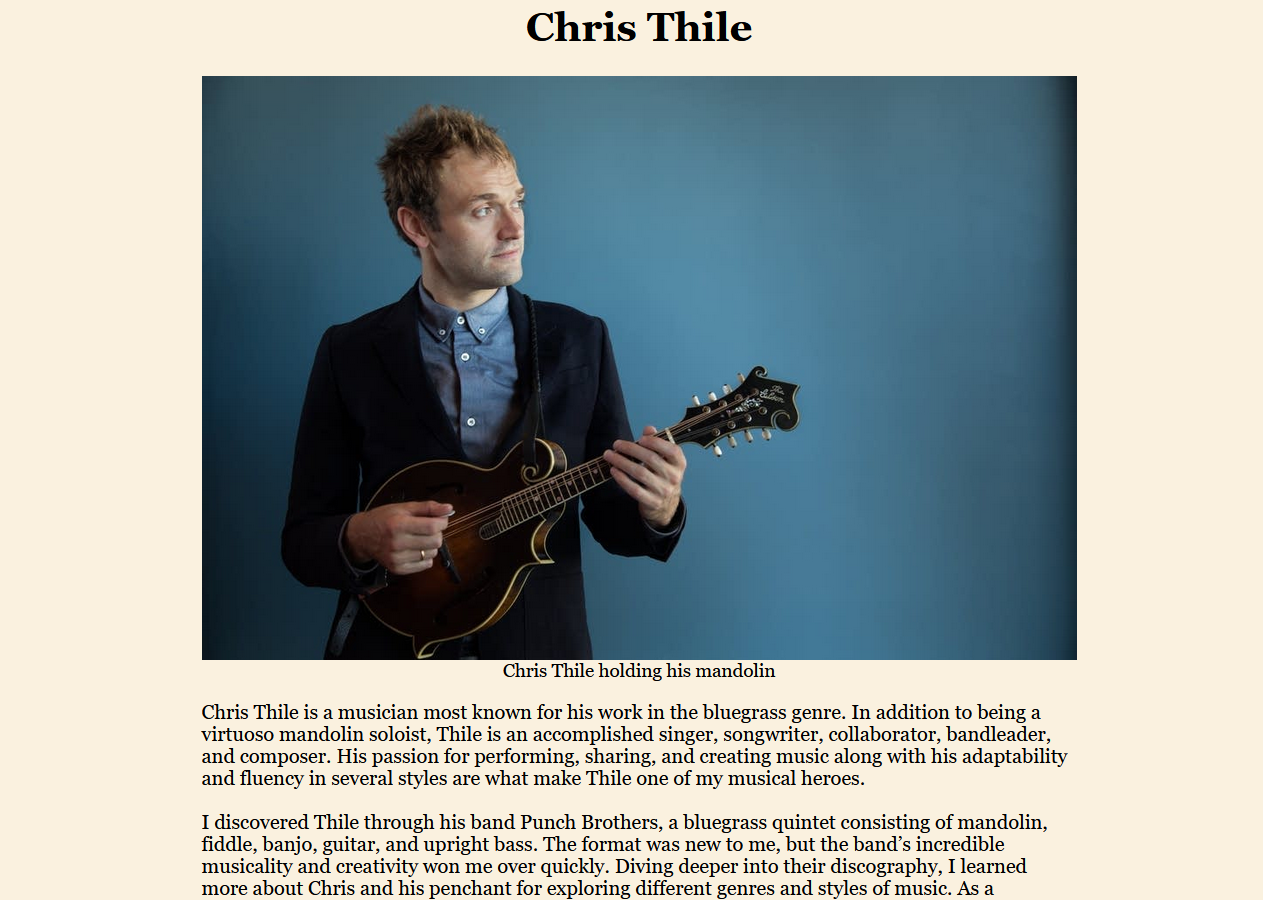 Chris Thile
The
Gibson
Chris Thile holding his mandolin
Chris Thile is a musician most known for his work in the bluegrass genre. In addition to being a
virtuoso mandolin soloist, Thile is an accomplished singer, songwriter, collaborator, bandleader,
and composer. His passion for performing, sharing, and creating music along with his adaptability
and fluency in several styles are what make Thile one of my musical heroes.
I discovered Thile through his band Punch Brothers, a bluegrass quintet consisting of mandolin,
fiddle, banjo, guitar, and upright bass. The format was new to me, but the band’s incredible
musicality and creativity won me over quickly. Diving deeper into their discography, I learned
more about Chris and his penchant for exploring different genres and styles of music. As a